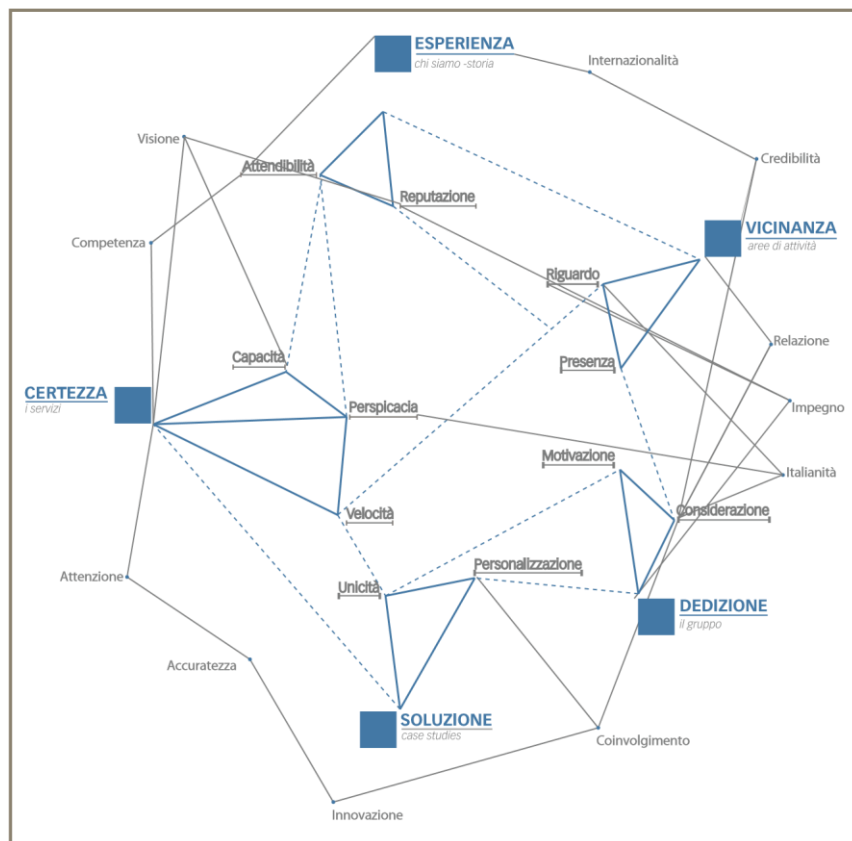 ESPERIENZA
chi siamo -storia
Internazionalità
Visione
Attendibilità
Credibilità
Reputazione
VICINANZA
aree di attività
Competenza
Riguardo
Relazione
Capacità
Presenza
CERTEZZA
i servizi
Perspicacia
Impegno
Motivazione
Italianità
Velocità
Considerazione
Attenzione
Personalizzazione
Unicità
DEDIZIONE
il gruppo
Accuratezza
SOLUZIONE
case studies
Coinvolgimento
Innovazione